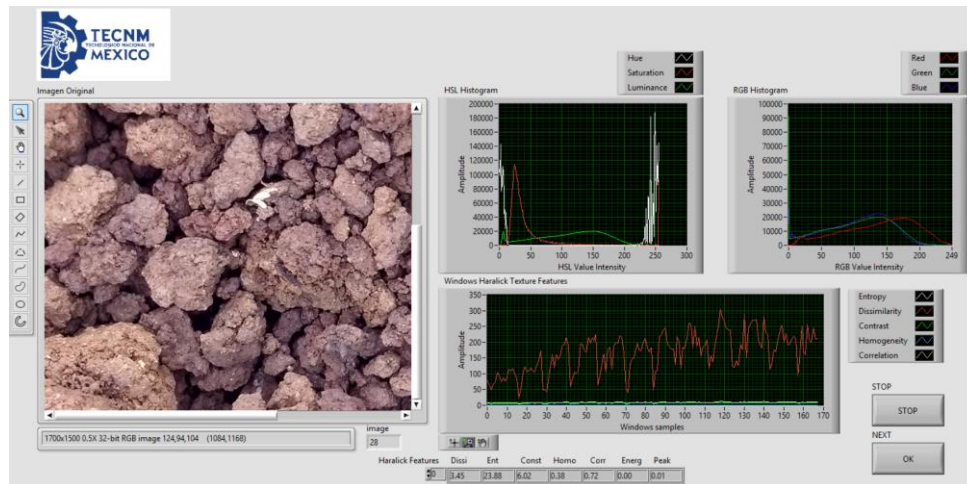 TECNM
TECNOLÓGICO NACIONAL DE
MÉXICO
Imagen Original
1700x1500 0.5X 32-bit RGB image 124,94,104 (1084,1168)
image
28
HSL Histogram
Hue
Saturation
Luminance
Amplitude
200000
180000
160000
140000
120000
100000
80000
60000
40000
20000
0
0 50 100 150 200 250 300
HSL Value Intensity
RGB Histogram
Red
Green
Blue
Amplitude
100000
90000
80000
70000
60000
50000
40000
30000
20000
10000
0
0 50 100 150 200 249
RGB Value Intensity
Windows Haralick Texture Features
Amplitude
350
300
250
200
150
100
50
0
0 10 20 30 40 50 60 70 80 90 100 110 120 130 140 150 160 170
Windows samples
Entropy
Dissimilarity
Contrast
Homogeneity
Correlation
STOP
STOP
NEXT
OK
Haralick Features Dissi Ent Const Homo Corr Energ Peak
0 3.45 23.88 6.02 0.38 0.72 0.00 0.01